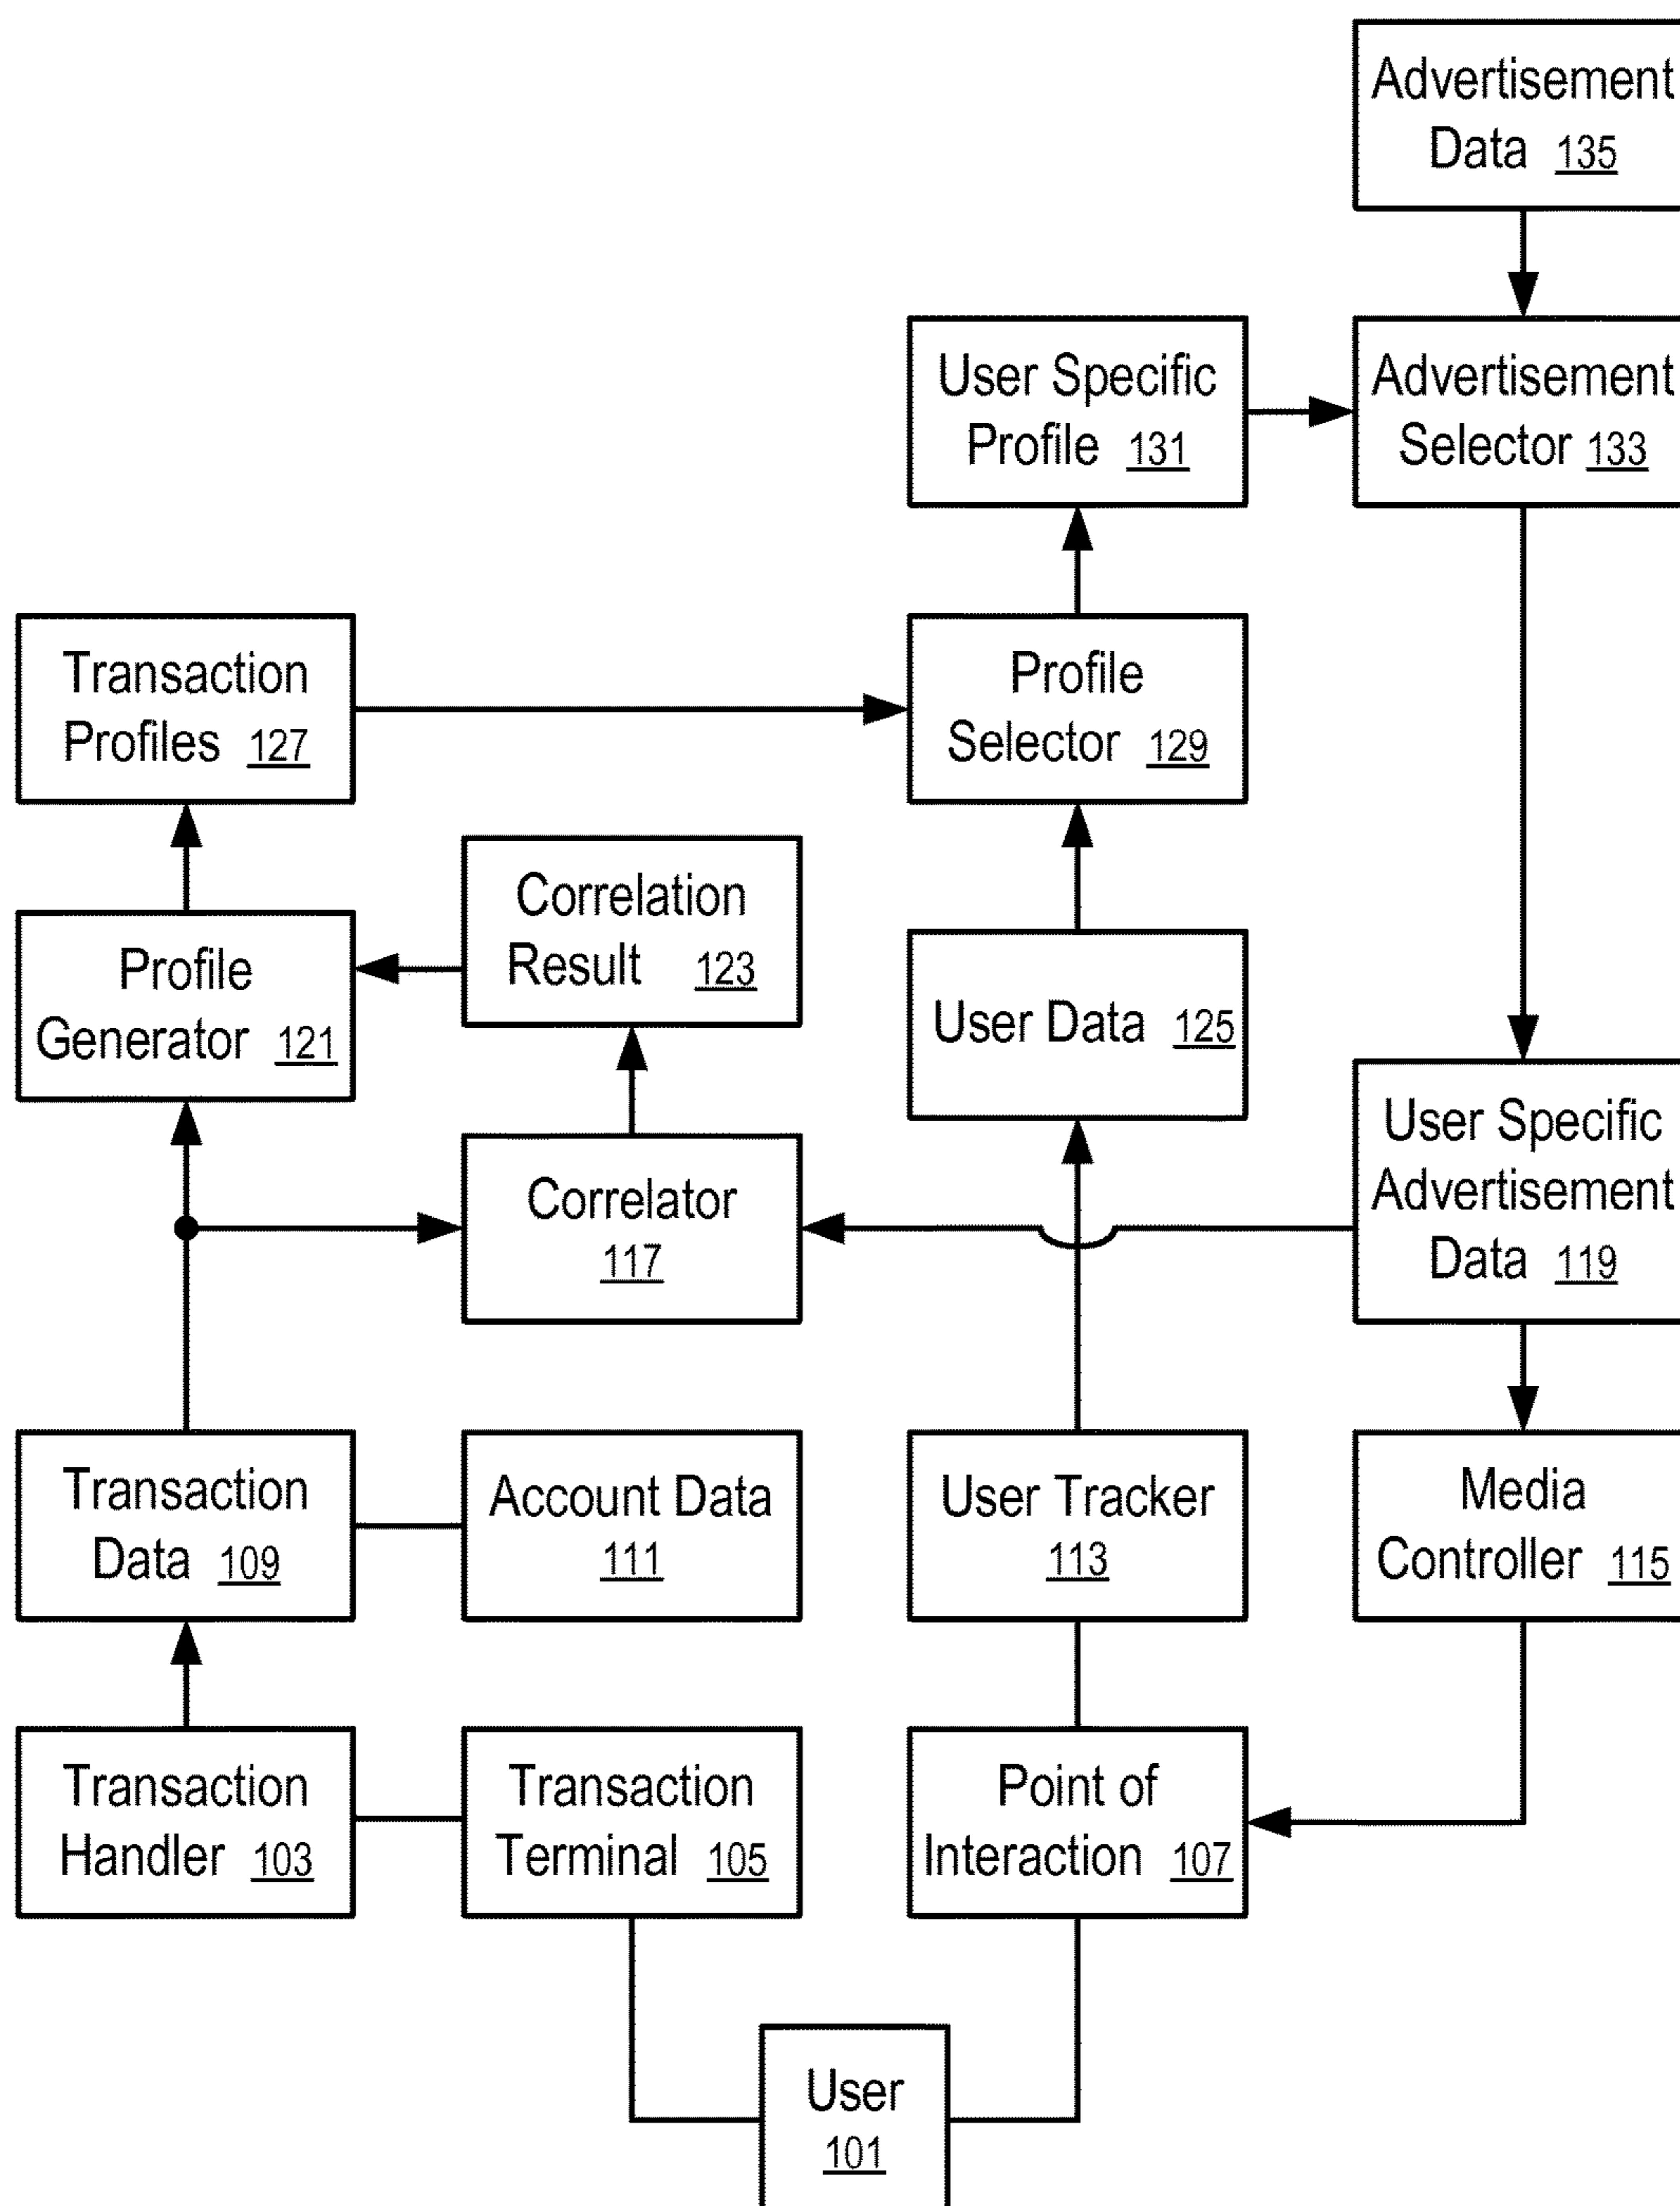 Advertisement
Data 135
User Specific
Profile 131
Advertisement
Selector 133
Transaction
Profiles 127
Profile
Selector 129
Correlation
Result 123
Profile
Generator 121
User Data 125
User Specific
Advertisement
Data 119
Correlator
117
Transaction
Data 109
Account Data
111
User Tracker
113
Media
Controller 115
Transaction
Handler 103
Transaction
Terminal 105
Point of
Interaction 107
User
101